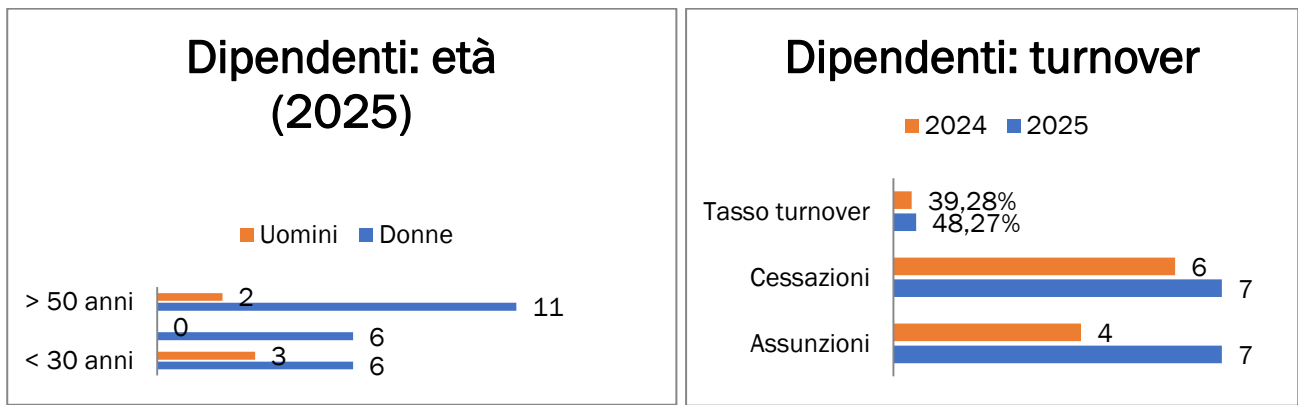 Dipendenti: età
(2025)
Uomini Donne
> 50 anni
2
11
0
6
< 30 anni
3
6
Dipendenti: turnover
2024 2025
Tasso turnover
39,28%
48,27%
Cessazioni
6
7
Assunzioni
4
7